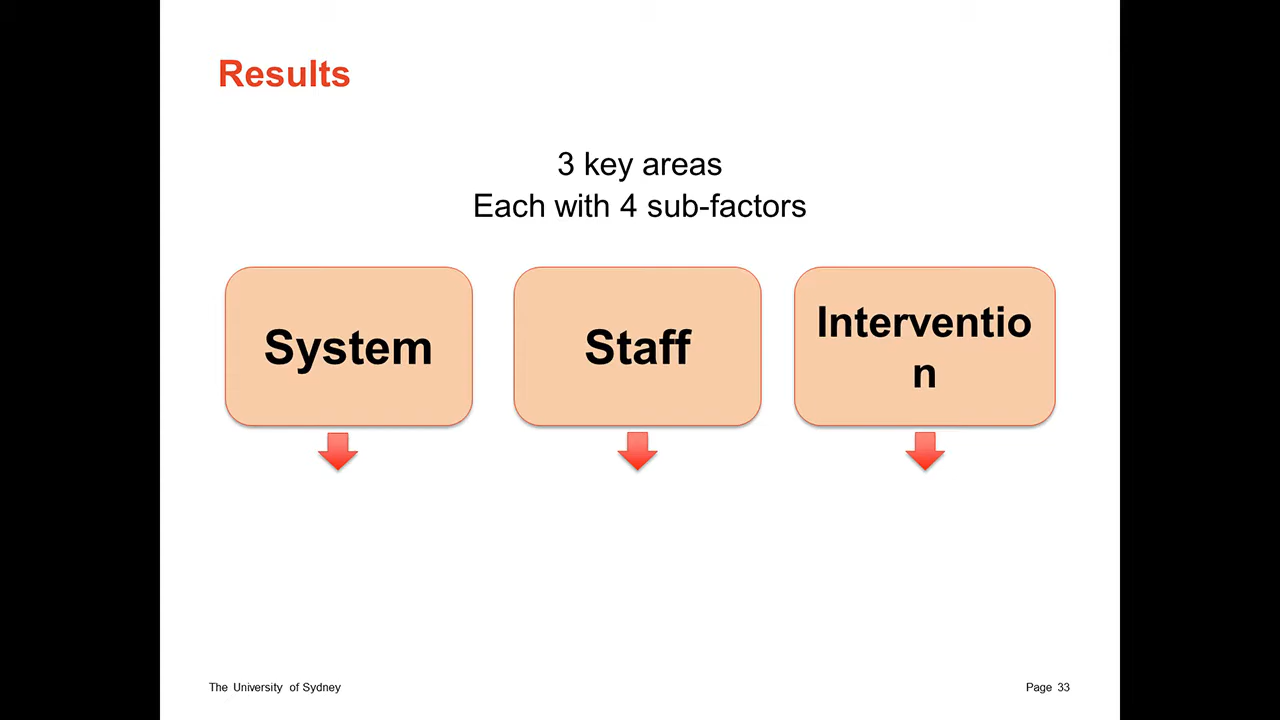 Results
3 key areas
Each with 4 sub-factors
System
Staff
Interventio
n
The University of Sydney
Page 33